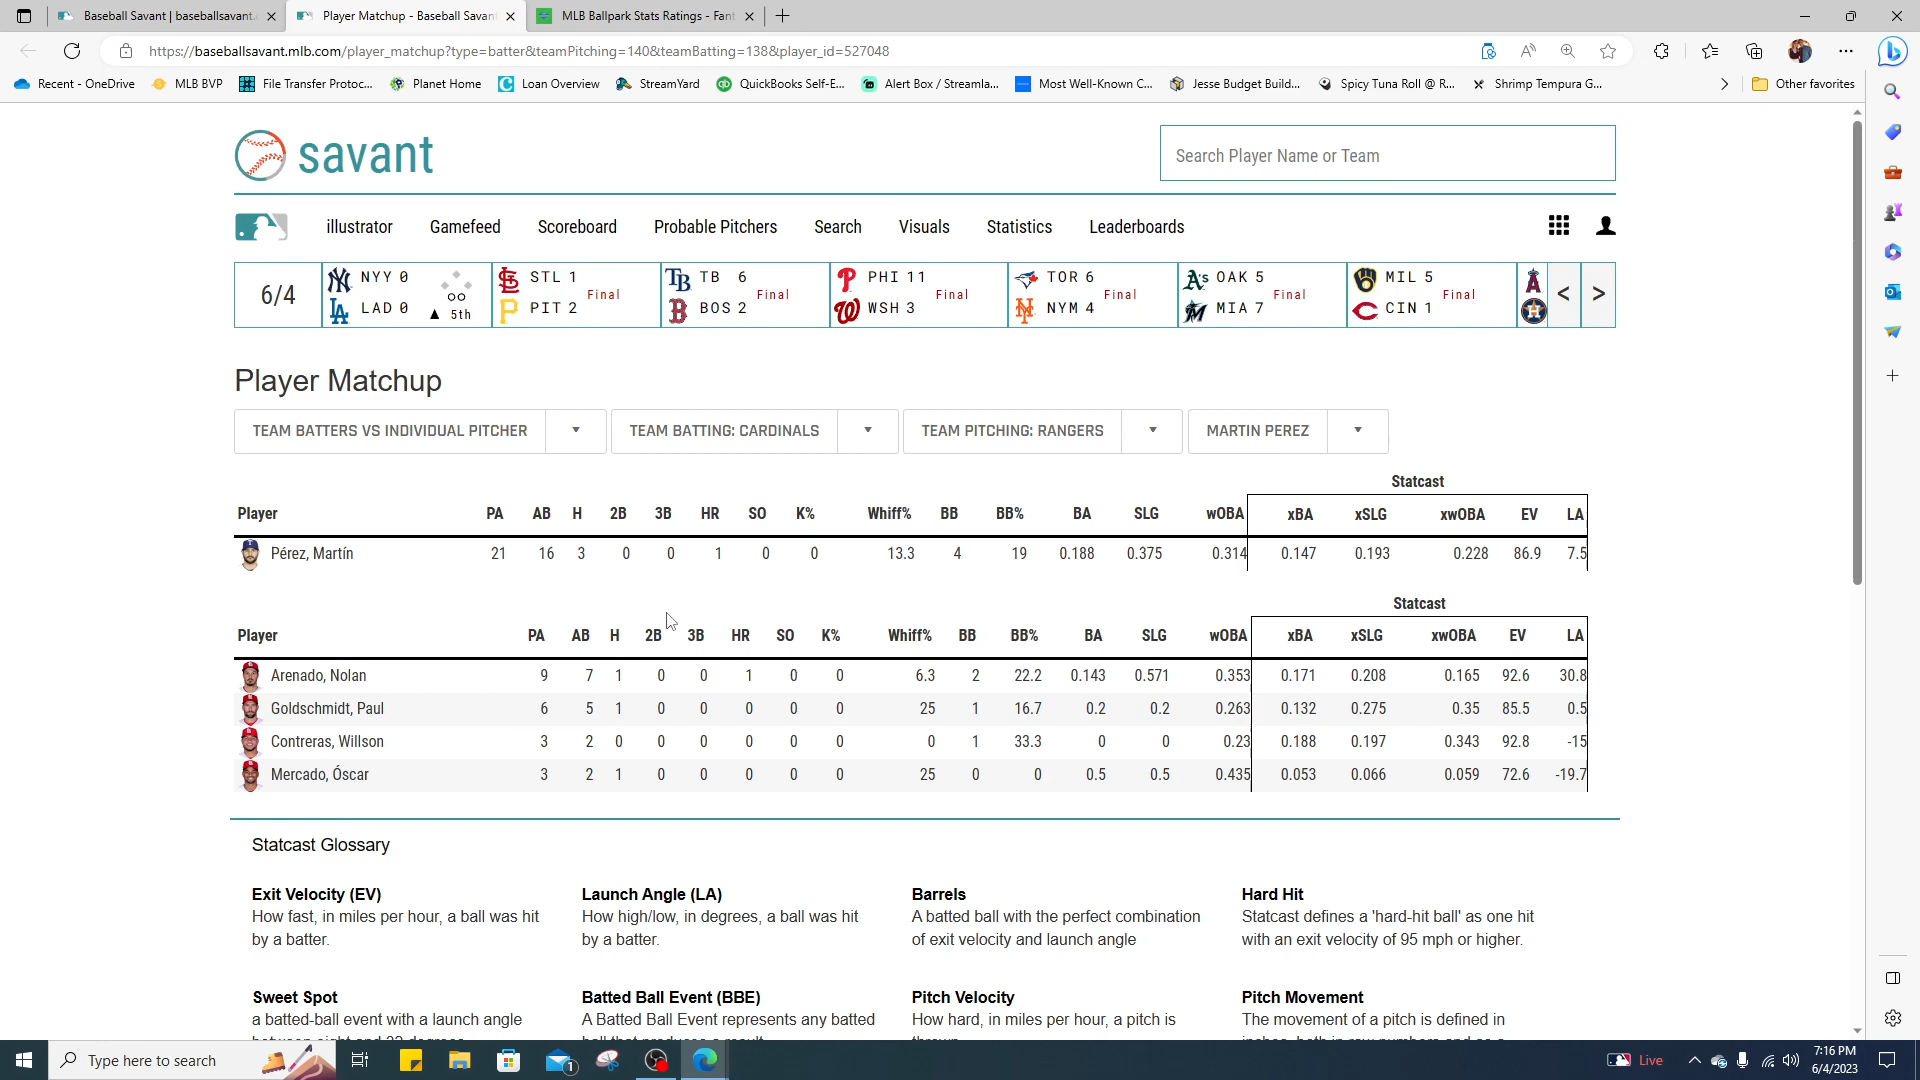 Baseball Savant | baseballsavant.
Player Matchup - Baseball Savant
MLB Ballpark Stats Ratings - Fant
https://baseballsavant.mlb.com/player_matchup?type=batter&teamPitching=140&teamBatting=138&player_id=527048
Recent - OneDrive
MLB BVP
File Transfer Protoc...
Planet Home
Loan Overview
StreamYard
QuickBooks Self-E...
Alert Box / Streamla...
Most Well-Known C...
Jesse Budget Build...
Spicy Tuna Roll @ R...
Shrimp Tempura G...
Other favorites
savant
Search Player Name or Team
illustrator Gamefeed Scoreboard Probable Pitchers Search Visuals Statistics Leaderboards
6/4
NYY 0
LAD 0
5th
STL 1
PIT 2
Final
TB 6
BOS 2
Final
PHI 11
WSH 3
Final
TOR 6
NYM 4
Final
OAK 5
MIA 7
Final
MIL 5
CIN 1
Final
Player Matchup
TEAM BATTERS VS INDIVIDUAL PITCHER
TEAM BATTING: CARDINALS
TEAM PITCHING: RANGERS
MARTIN PEREZ
Statcast
Player PA AB H 2B 3B HR SO K% Whiff% BB BB% BA SLG wOBA xBA xSLG xwOBA EV LA
Pérez, Martín 21 16 3 0 0 1 0 0 13.3 4 19 0.188 0.375 0.314 0.147 0.193 0.228 86.9 7.5
Statcast
Player PA AB H 2B 3B HR SO K% Whiff% BB BB% BA SLG wOBA xBA xSLG xwOBA EV LA
Arenado, Nolan 9 7 1 0 0 1 0 0 6.3 2 22.2 0.143 0.571 0.353 0.171 0.208 0.165 92.6 30.8
Goldschmidt, Paul 6 5 1 0 0 0 0 0 25 1 16.7 0.2 0.2 0.263 0.132 0.275 0.35 85.5 0.5
Contreras, Willson 3 2 0 0 0 0 0 0 0 1 33.3 0 0 0.23 0.188 0.197 0.343 92.8 -15
Mercado, Óscar 3 2 1 0 0 0 0 0 25 0 0 0.5 0.5 0.435 0.053 0.066 0.059 72.6 -19.7
Statcast Glossary
Exit Velocity (EV)
How fast, in miles per hour, a ball was hit
by a batter.
Launch Angle (LA)
How high/low, in degrees, a ball was hit
by a batter.
Barrels
A batted ball with the perfect combination
of exit velocity and launch angle
Hard Hit
Statcast defines a 'hard-hit ball' as one hit
with an exit velocity of 95 mph or higher.
Sweet Spot
a batted-ball event with a launch angle
Batted Ball Event (BBE)
A Batted Ball Event represents any batted
Pitch Velocity
How hard, in miles per hour, a pitch is
Pitch Movement
The movement of a pitch is defined in
Type here to search
1
Live
7:16 PM
6/4/2023